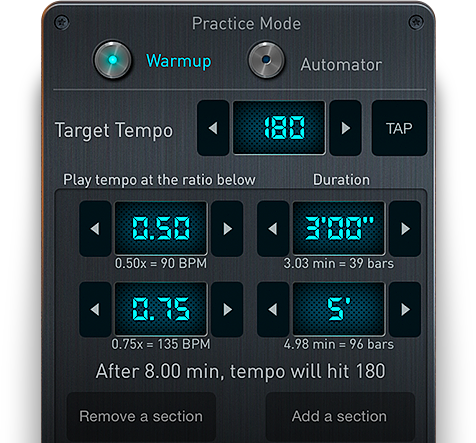 Practice Mode
Warmup Automator
Target Tempo 180 TAP
Play tempo at the ratio below Duration
0.50 3'00"
0.50x = 90 BPM 3.03 min = 39 bars
0.75 5'
0.75x = 135 BPM 4.98 min = 96 bars
After 8.00 min, tempo will hit 180
Remove a section Add a section